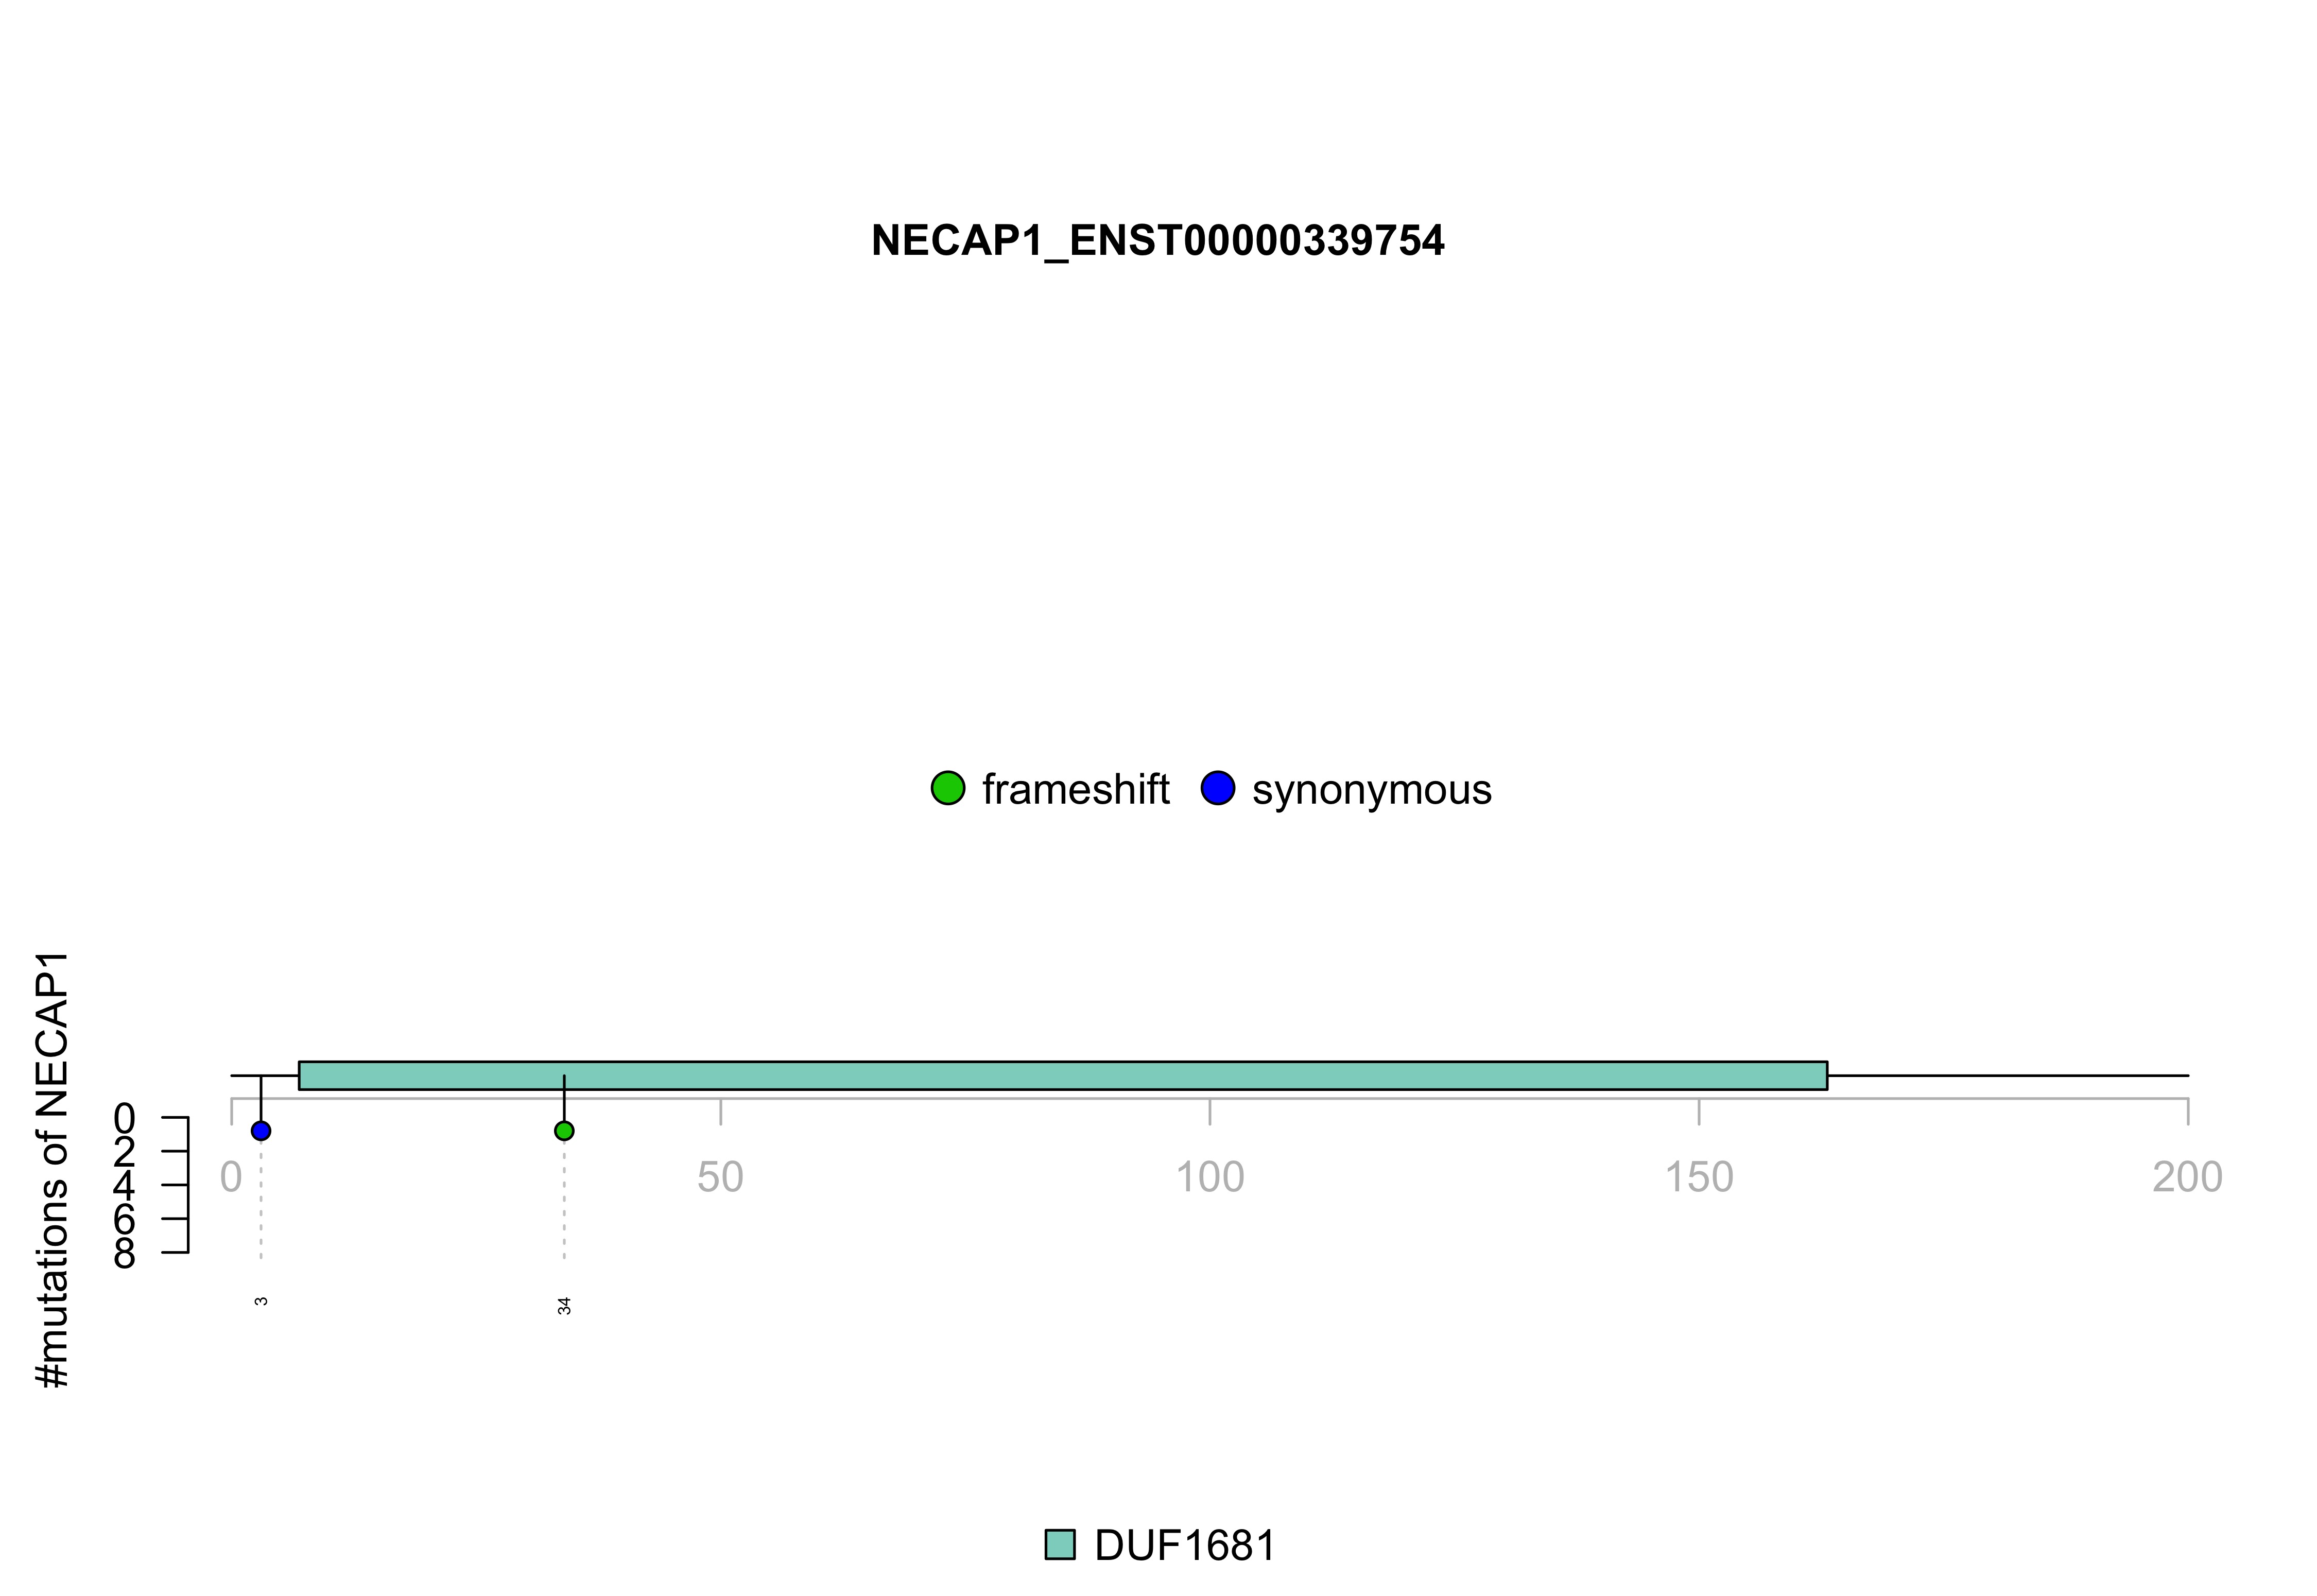 NECAP1_ENST00000339754
frameshift synonymous
#mutations of NECAP1
0
2
4
6
8
0 50 100 150 200
3 34
DUF1681